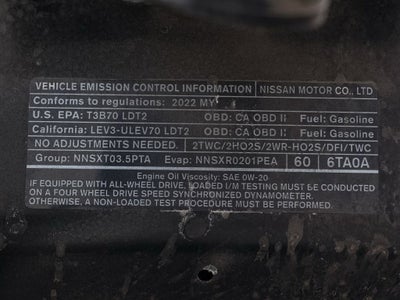 VEHICLE EMISSION CONTROL INFORMATION NISSAN MOTOR CO., LTD
Conforms to regulations: 2022 MY
U.S. EPA: T3B70 LDT2 OBD: CA OBD II Fuel: Gasoline
California: LEV3-ULEV70 LDT2 OBD: CA OBD II Fuel: Gasoline
NO ADJUSTMENTS NEEDED. 2TWC/2HO2S/2WR-HO2S/DFI/TWC
Group: NNSXT03.5PTA Evap: NNSXR0201PEA 60 6TA0A
Engine Oil Viscosity: SAE 0W-20
IF EQUIPPED WITH ALL-WHEEL DRIVE, LOADED I/M TESTING MUST BE CONDUCTED
ON A FOUR WHEEL DRIVE SPEED SYNCHRONIZED DYNAMOMETER.
OTHERWISE, A NON-LOADED TEST PROCEDURE MUST BE PERFORMED.